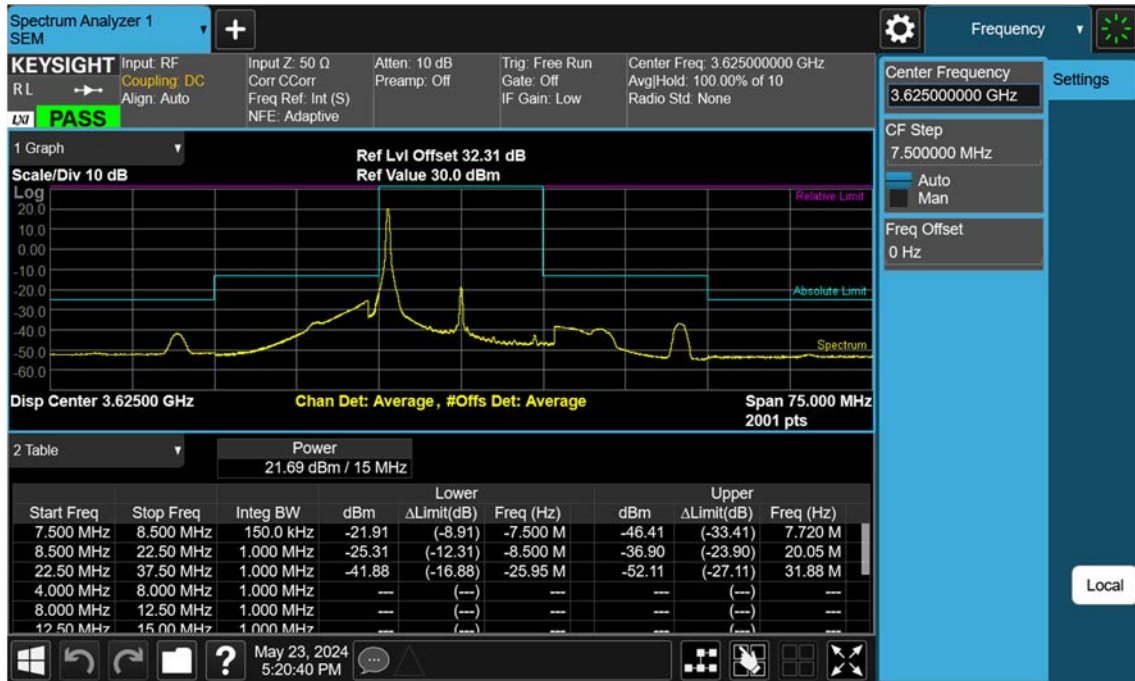 Spectrum Analyzer 1
SEM
Frequency
KEYSIGHT
RL
LXI PASS
Input: RF
Coupling: DC
Align: Auto
Input Z: 50 Ω
Corr CCorr
Freq Ref: Int (S)
NFE: Adaptive
Atten: 10 dB
Preamp: Off
Trig: Free Run
Gate: Off
IF Gain: Low
Center Freq: 3.625000000 GHz
Avg|Hold: 100.00% of 10
Radio Std: None
Center Frequency
3.625000000 GHz
Settings
CF Step
7.500000 MHz
Auto
Man
Freq Offset
0 Hz
Local
1 Graph
Scale/Div 10 dB
Ref Lvl Offset 32.31 dB
Ref Value 30.0 dBm
Log
Relative Limit
20.0
10.0
0.00
-10.0
-20.0
Absolute Limit
-30.0
-40.0
-50.0
Spectrum
-60.0
Disp Center 3.62500 GHz
Chan Det: Average, #Offs Det: Average
Span 75.000 MHz
2001 pts
2 Table
Power
21.69 dBm / 15 MHz
Lower Upper
Start Freq Stop Freq Integ BW dBm ΔLimit(dB) Freq (Hz) dBm ΔLimit(dB) Freq (Hz)
7.500 MHz 8.500 MHz 150.0 kHz -21.91 (-8.91) -7.500 M -46.41 (-33.41) 7.720 M
8.500 MHz 22.50 MHz 1.000 MHz -25.31 (-12.31) -8.500 M -36.90 (-23.90) 20.05 M
22.50 MHz 37.50 MHz 1.000 MHz -41.88 (-16.88) -25.95 M -52.11 (-27.11) 31.88 M
4.000 MHz 8.000 MHz 1.000 MHz --- (---) --- --- (---) ---
8.000 MHz 12.50 MHz 1.000 MHz --- (---) --- --- (---) ---
12.50 MHz 15.00 MHz 1.000 MHz --- (---) --- --- (---) ---
?
May 23, 2024
5:20:40 PM